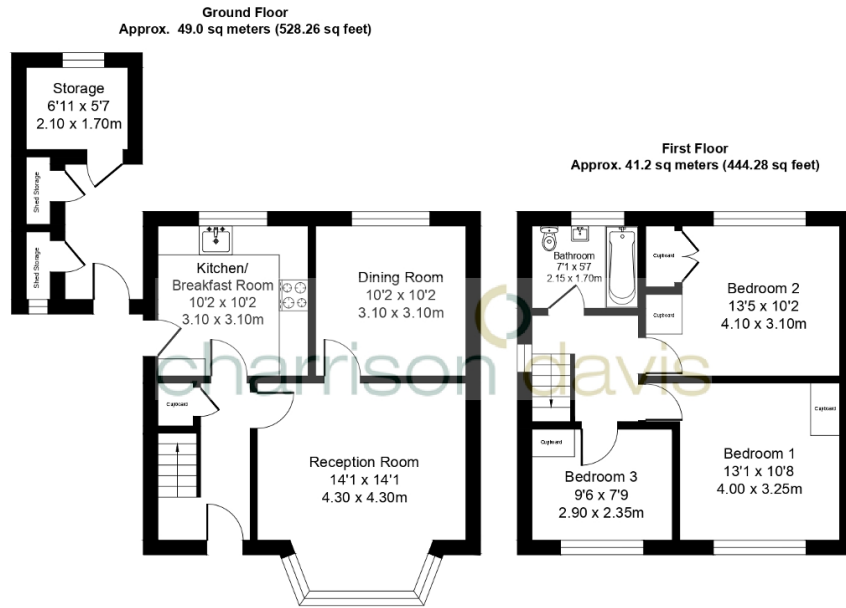 Ground Floor
Approx. 49.0 sq meters (528.26 sq feet)
Storage
6'11 x 5'7
2.10 x 1.70m
Shed Storage
Shed Storage
Kitchen/
Breakfast Room
10'2 x 10'2
3.10 x 3.10m
Dining Room
10'2 x 10'2
3.10 x 3.10m
Cupboard
Reception Room
14'1 x 14'1
4.30 x 4.30m
First Floor
Approx. 41.2 sq meters (444.28 sq feet)
Bathroom
7'1 x 5'7
2.15 x 1.70m
Cupboard
Bedroom 2
13'5 x 10'2
4.10 x 3.10m
Cupboard
Cupboard
Bedroom 1
13'1 x 10'8
4.00 x 3.25m
Cupboard
Bedroom 3
9'6 x 7'9
2.90 x 2.35m
charrison davis